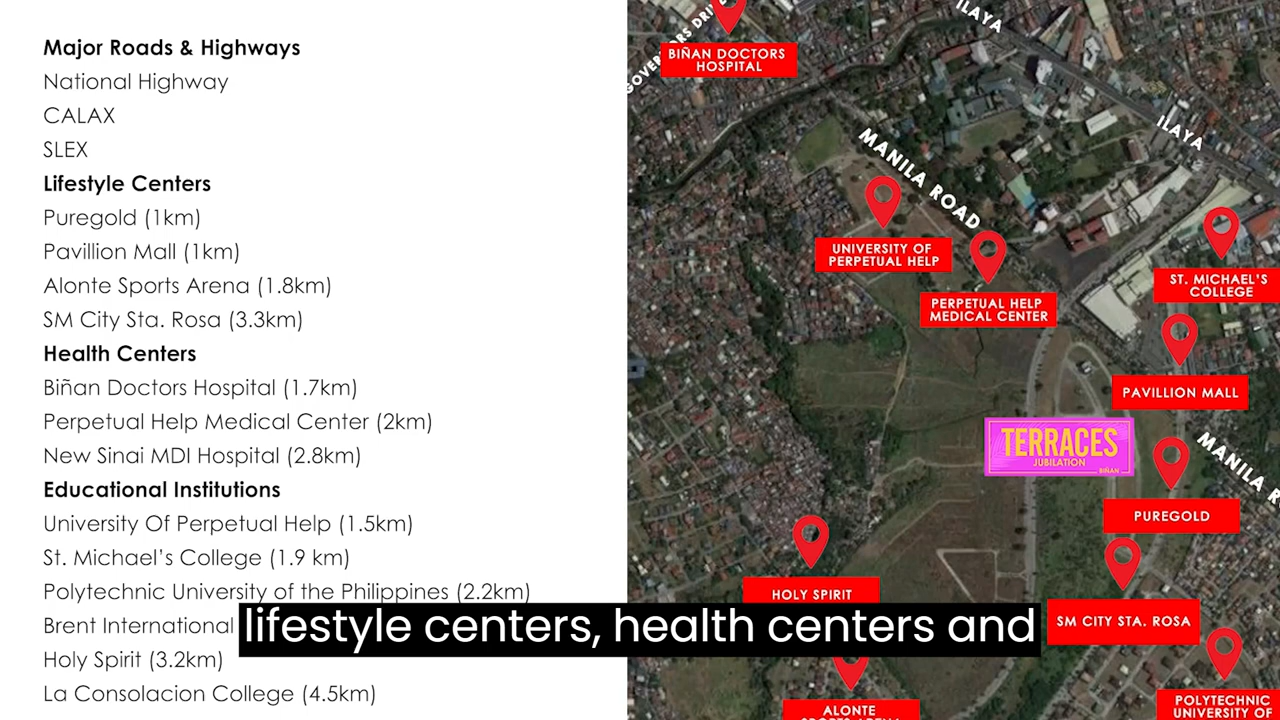 Major Roads & Highways
National Highway
CALAX
SLEX
Lifestyle Centers
Puregold (1km)
Pavillion Mall (1km)
Alonte Sports Arena (1.8km)
SM City Sta. Rosa (3.3km)
Health Centers
Biñan Doctors Hospital (1.7km)
Perpetual Help Medical Center (2km)
New Sinai MDI Hospital (2.8km)
Educational Institutions
University Of Perpetual Help (1.5km)
St. Michael's College (1.9 km)
Polytechnic University of the Philippines (2.2km)
Brent International
Holy Spirit (3.2km)
La Consolacion College (4.5km)
lifestyle centers, health centers and
GOVERNORS DRIVE
BIÑAN DOCTORS
HOSPITAL
ILAYA
ILAYA
MANILA ROAD
UNIVERSITY OF
PERPETUAL HELP
PERPETUAL HELP
MEDICAL CENTER
ST. MICHAEL'S
COLLEGE
PAVILLION MALL
TERRACES
JUBILATION
BIÑAN
MANILA R
PUREGOLD
HOLY SPIRIT
SM CITY STA. ROSA
ALONTE
SPORTS ARENA
POLYTECHNIC
UNIVERSITY OF